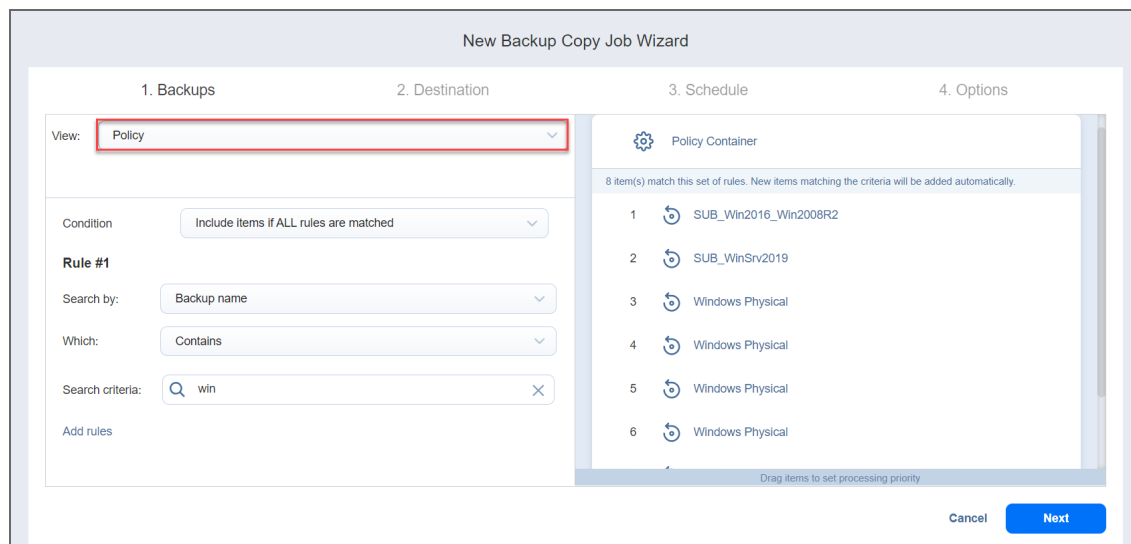 New Backup Copy Job Wizard
1. Backups
2. Destination
3. Schedule
4. Options
View:
Policy
Condition
Include items if ALL rules are matched
Rule #1
Search by:
Backup name
Which:
Contains
Search criteria:
win
Add rules
Policy Container
8 item(s) match this set of rules. New items matching the criteria will be added automatically.
1 SUB_Win2016_Win2008R2
2 SUB_WinSrv2019
3 Windows Physical
4 Windows Physical
5 Windows Physical
6 Windows Physical
Drag items to set processing priority
Cancel
Next